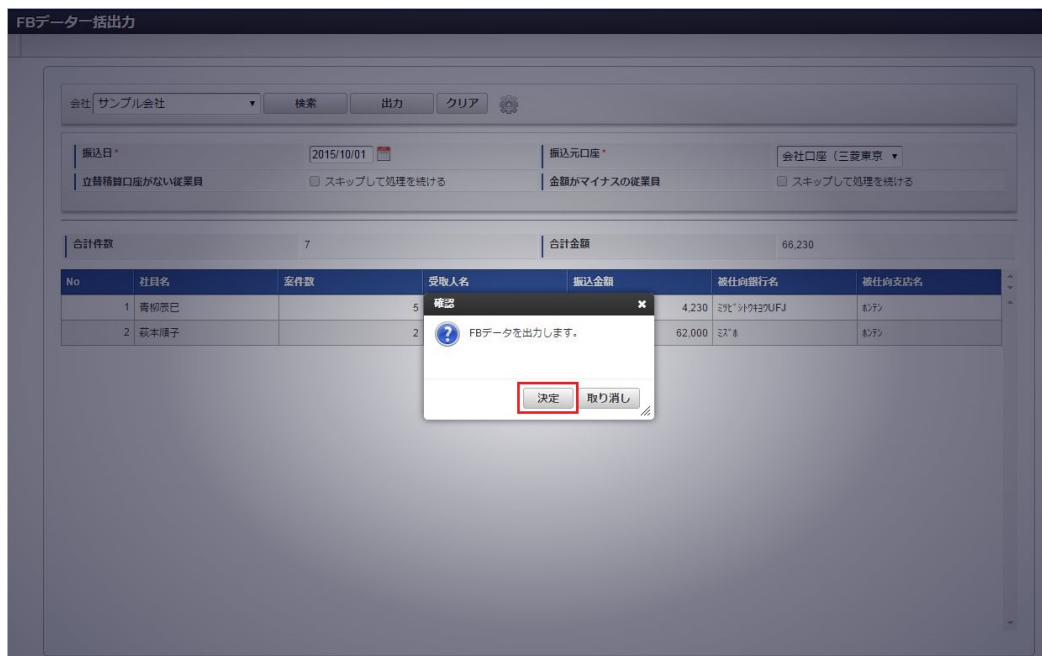 FBデータ一括出力
会社 サンプル会社 検索 出力 クリア
振込日* 2015/10/01 振込元口座* 会社口座（三菱東京
立替精算口座がない従業員 スキップして処理を続ける 金額がマイナスの従業員 スキップして処理を続ける
合計件数 7 合計金額 66,230
No 社員名 案件数 受取人名 振込金額 被仕向銀行名 被仕向支店名
1 青柳辰巳 5 4,230 ﾐﾂﾋﾞｼﾄｳｷﾖｳUFJ ﾎﾝﾃﾝ
2 萩本順子 2 62,000 ﾐｽﾞﾎ ﾎﾝﾃﾝ
確認
FBデータを出力します。
決定 取り消し